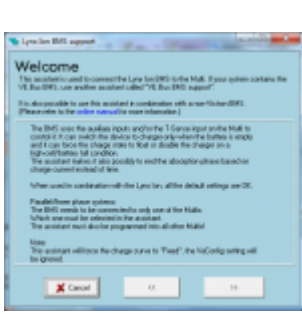 Lynx Ion BMS support
Welcome
This assistant is used to connect the Lynx Ion BMS to the Multi. If your system contains the
VE.Bus BMS, use another assistant called "VE.Bus BMS support".
It is also possible to use this assistant in combination with a non-Victron BMS.
(Please refer to the online manual for more information.)
The BMS uses the auxiliary inputs and/or the T-Sense input on the Multi to
control it. It can switch the device to charger-only when the battery is empty
and it can force the charge state to float or disable the charger on a
high-cell/battery full condition.
The assistant makes it also possible to end the absorption phase based on
charge current instead of time.
When used in combination with the Lynx Ion, all the default settings are OK.
Parallel/three phase systems:
The BMS needs to be connected to only one of the Multis.
Which one must be selected in the assistant.
The assistant must also be programmed into all other Multis!
Note:
This assistant will force the charge curve to "Fixed", the VEConfig setting will
be ignored.
Cancel
<<
>>